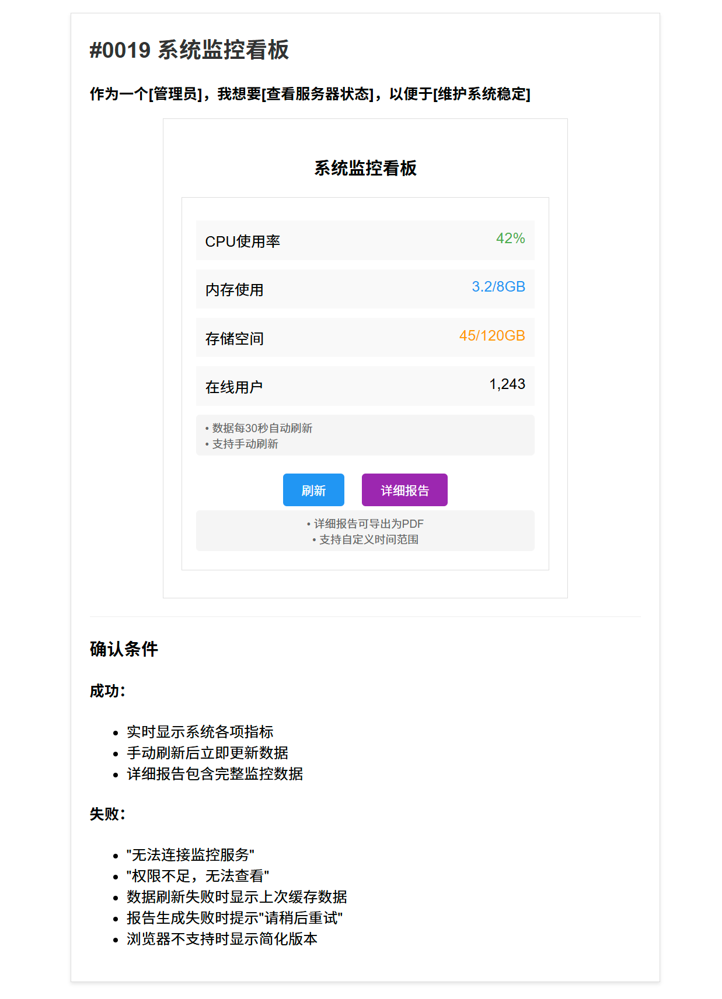 #0019 系统监控看板
作为一个[管理员]，我想要[查看服务器状态]，以便于[维护系统稳定]
系统监控看板
CPU使用率 42%
内存使用 3.2/8GB
存储空间 45/120GB
在线用户 1,243
• 数据每30秒自动刷新
• 支持手动刷新
刷新 详细报告
• 详细报告可导出为PDF
• 支持自定义时间范围
确认条件
成功：
• 实时显示系统各项指标
• 手动刷新后立即更新数据
• 详细报告包含完整监控数据
失败：
• "无法连接监控服务"
• "权限不足，无法查看"
• 数据刷新失败时显示上次缓存数据
• 报告生成失败时提示"请稍后重试"
• 浏览器不支持时显示简化版本